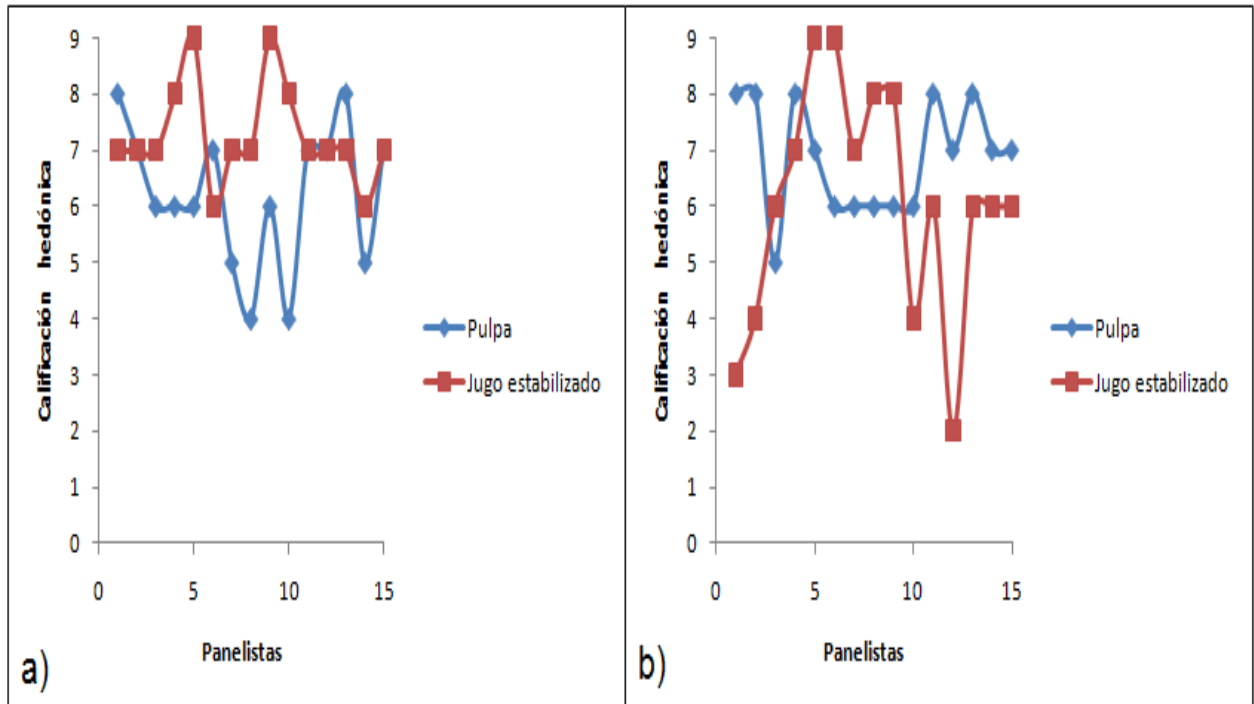 9
8
7
6
5
4
3
2
1
0
Calificación hedónica
0 5 10 15
Panelistas
Pulpa
Jugo estabilizado
a)
9
8
7
6
5
4
3
2
1
0
Calificación hedónica
0 5 10 15
Panelistas
Pulpa
Jugo estabilizado
b)